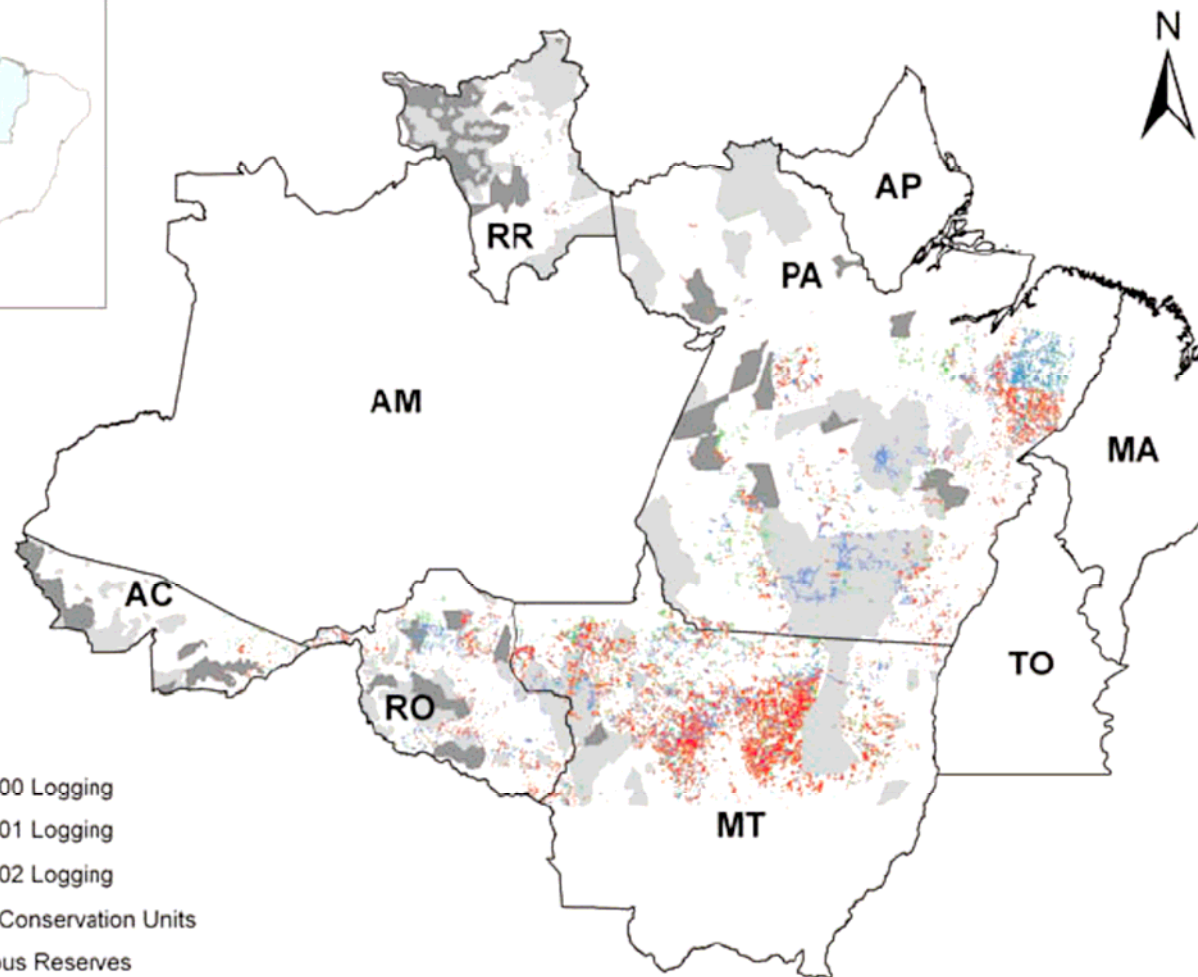 N
AP
RR
PA
AM
MA
AC
TO
RO
MT
00 Logging
01 Logging
02 Logging
Conservation Units
ous Reserves